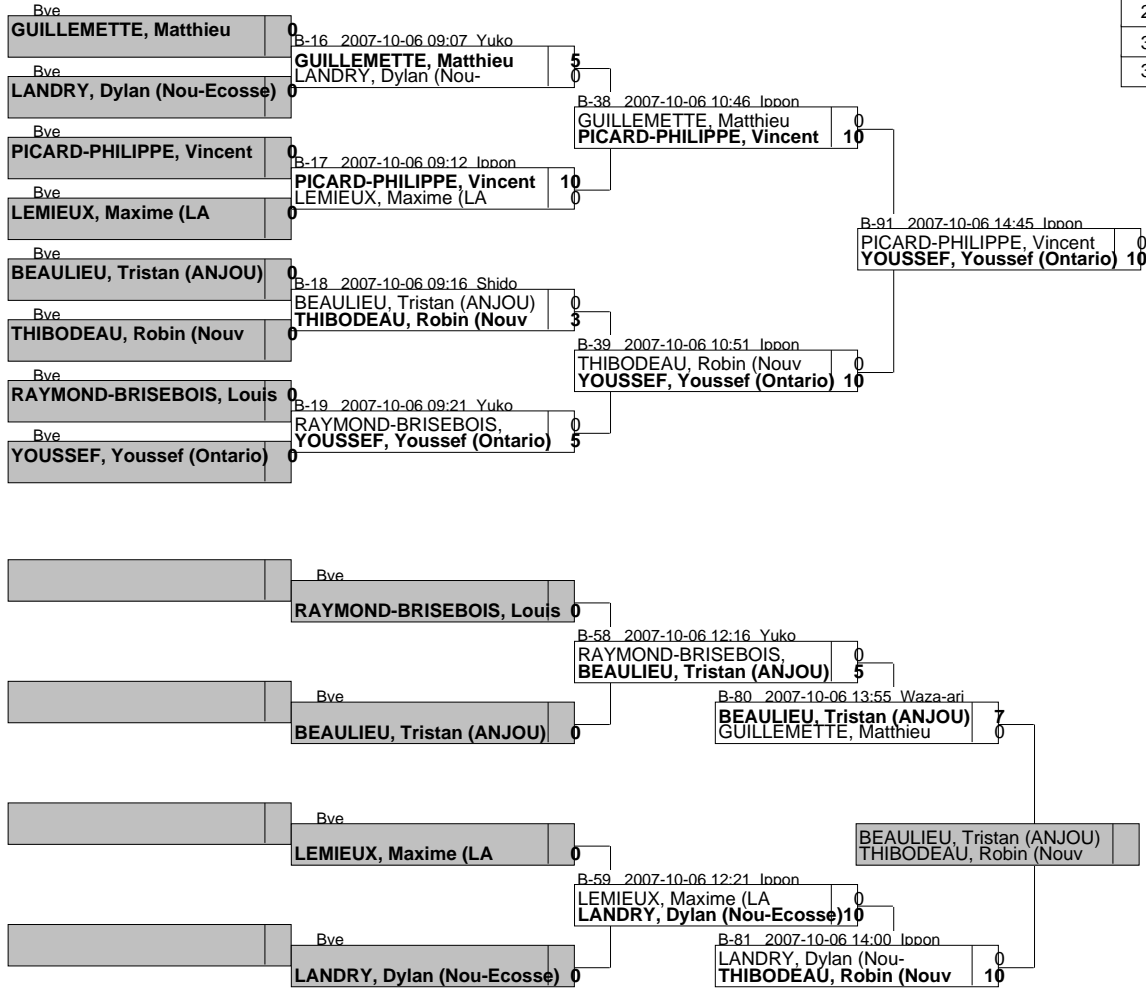 2
3
3
Bye
GUILLEMETTE, Matthieu 0
Bye
LANDRY, Dylan (Nou-Ecosse) 0
Bye
PICARD-PHILIPPE, Vincent 0
Bye
LEMIEUX, Maxime (LA 0
Bye
BEAULIEU, Tristan (ANJOU) 0
Bye
THIBODEAU, Robin (Nouv 0
Bye
RAYMOND-BRISEBOIS, Louis 0
Bye
YOUSSEF, Youssef (Ontario) 0
B-16 2007-10-06 09:07 Yuko
GUILLEMETTE, Matthieu 5
LANDRY, Dylan (Nou- 0
B-17 2007-10-06 09:12 Ippon
PICARD-PHILIPPE, Vincent 10
LEMIEUX, Maxime (LA 0
B-18 2007-10-06 09:16 Shido
BEAULIEU, Tristan (ANJOU) 0
THIBODEAU, Robin (Nouv 3
B-19 2007-10-06 09:21 Yuko
RAYMOND-BRISEBOIS, 0
YOUSSEF, Youssef (Ontario) 5
B-38 2007-10-06 10:46 Ippon
GUILLEMETTE, Matthieu 0
PICARD-PHILIPPE, Vincent 10
B-39 2007-10-06 10:51 Ippon
THIBODEAU, Robin (Nouv 0
YOUSSEF, Youssef (Ontario) 10
B-91 2007-10-06 14:45 Ippon
PICARD-PHILIPPE, Vincent 0
YOUSSEF, Youssef (Ontario) 10
Bye
RAYMOND-BRISEBOIS, Louis 0
Bye
BEAULIEU, Tristan (ANJOU) 0
Bye
LEMIEUX, Maxime (LA 0
Bye
LANDRY, Dylan (Nou-Ecosse) 0
B-58 2007-10-06 12:16 Yuko
RAYMOND-BRISEBOIS, 0
BEAULIEU, Tristan (ANJOU) 5
B-59 2007-10-06 12:21 Ippon
LEMIEUX, Maxime (LA 0
LANDRY, Dylan (Nou-Ecosse) 10
B-80 2007-10-06 13:55 Waza-ari
BEAULIEU, Tristan (ANJOU) 7
GUILLEMETTE, Matthieu 0
B-81 2007-10-06 14:00 Ippon
LANDRY, Dylan (Nou- 0
THIBODEAU, Robin (Nouv 10
BEAULIEU, Tristan (ANJOU)
THIBODEAU, Robin (Nouv